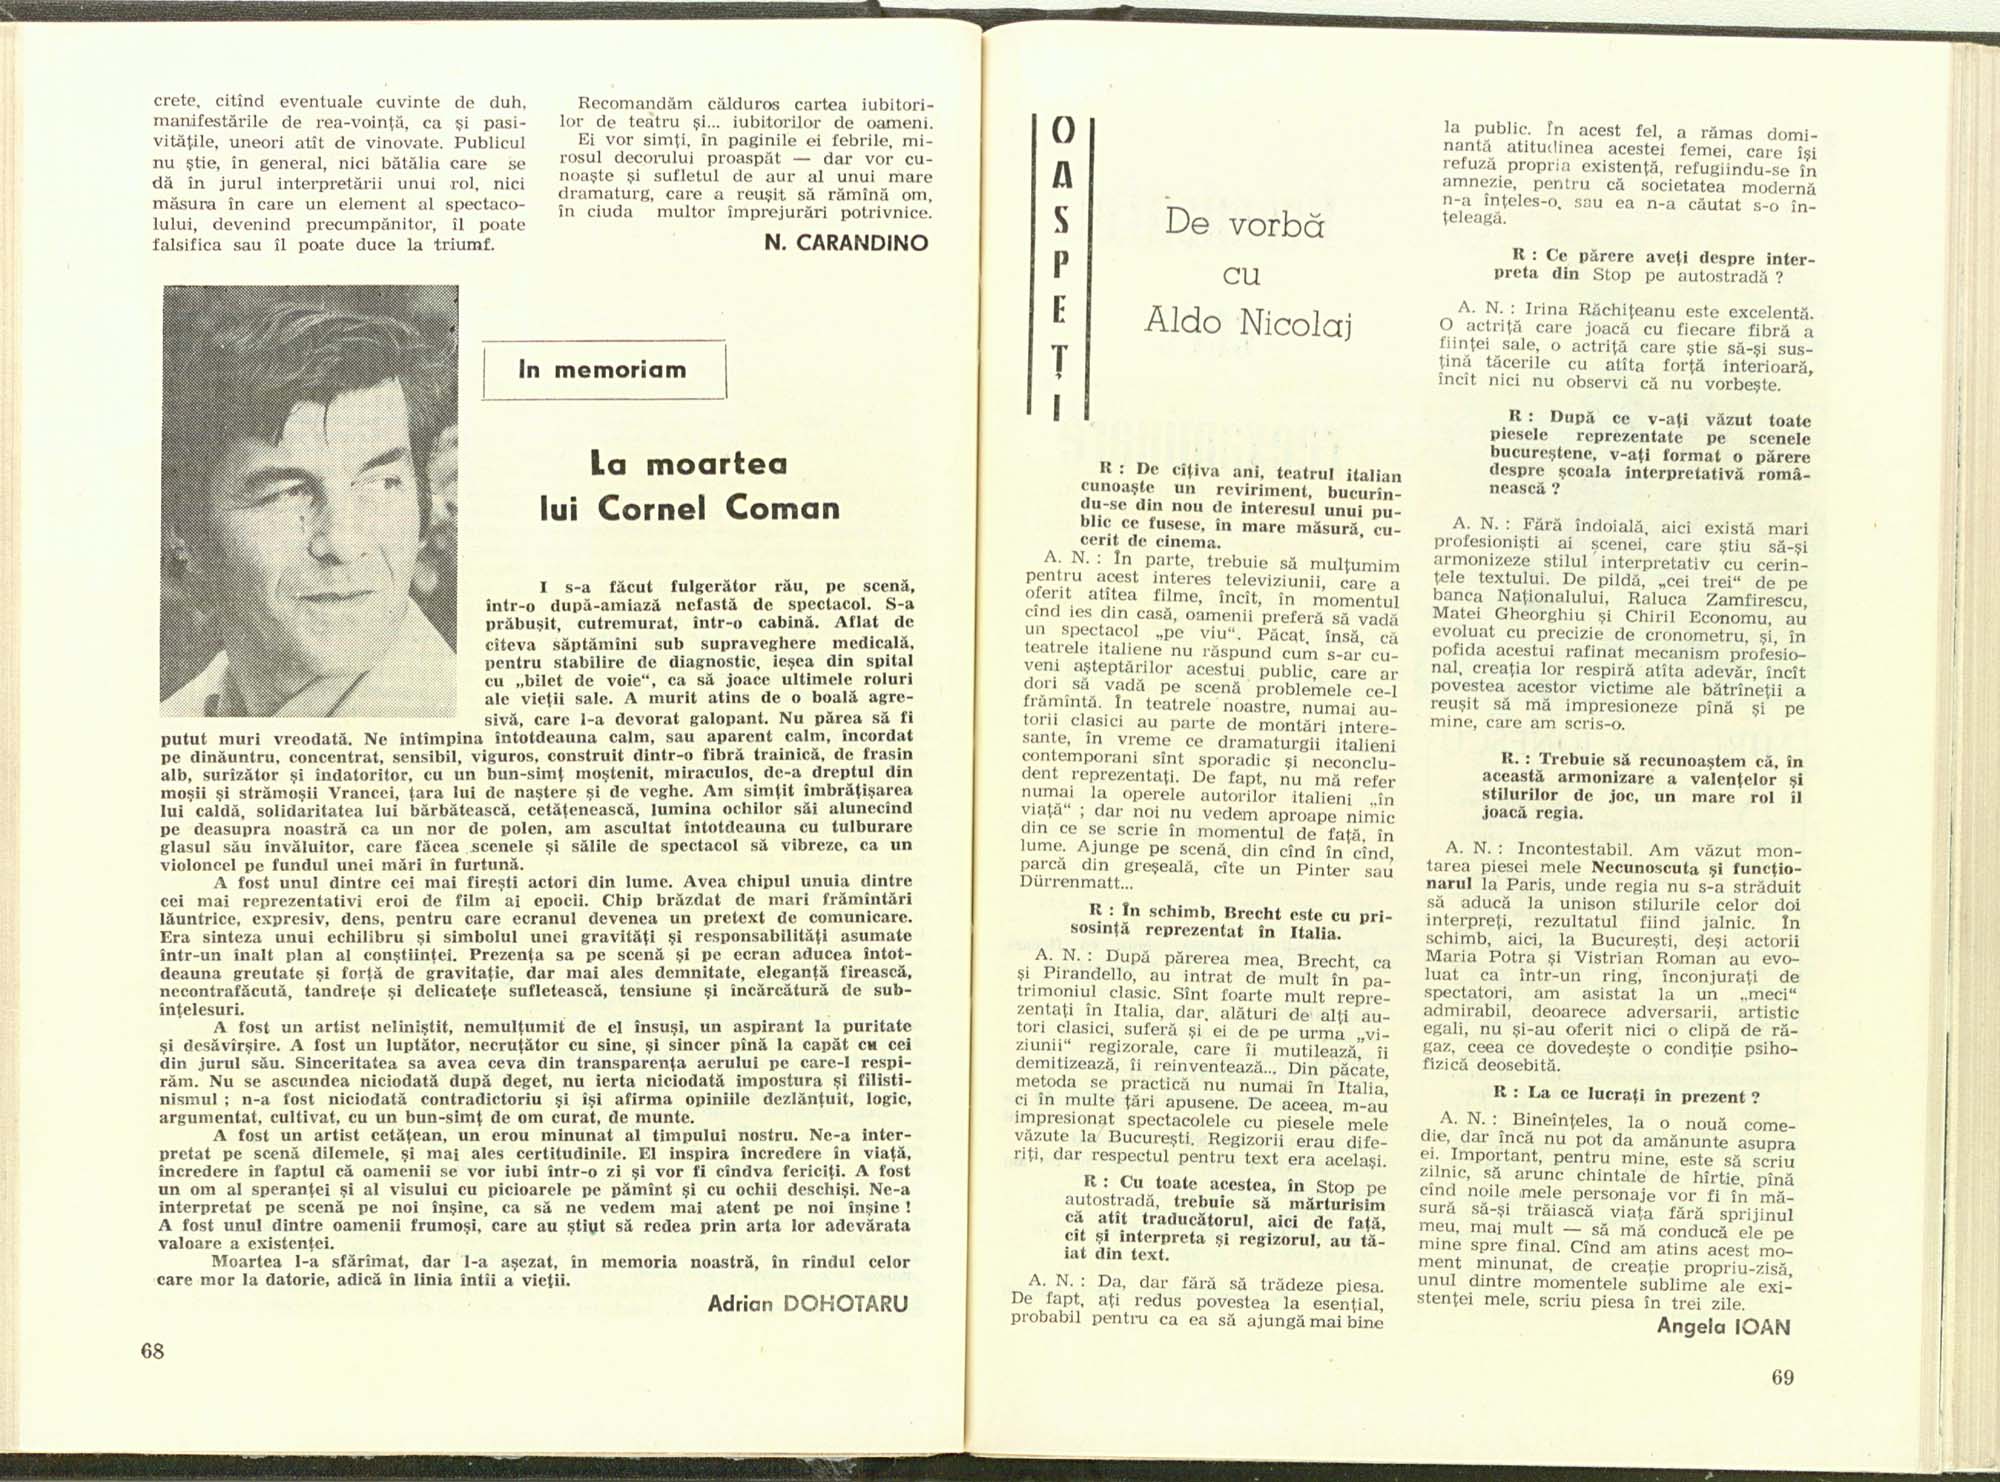 crete, citînd eventuale cuvinte de duh,
manifestările de rea-voință, ca și pasi-
vitățile, uneori atît de vinovate. Publicul
nu știe, în general, nici bătălia care se
dă în jurul interpretării unui rol, nici
măsura în care un element al spectaco-
lului, devenind precumpănitor, îl poate
falsifica sau îl poate duce la triumf.
Recomandăm călduros cartea iubitori-
lor de teatru și... iubitorilor de oameni.
Ei vor simți, în paginile ei febrile, mi-
rosul decorului proaspăt — dar vor cu-
noaște și sufletul de aur al unui mare
dramaturg, care a reușit să rămînă om,
în ciuda multor împrejurări potrivnice.
N. CARANDINO
In memoriam
La moartea
lui Cornel Coman
I s-a făcut fulgerător rău, pe scenă,
într-o după-amiază nefastă de spectacol. S-a
prăbușit, cutremurat, într-o cabină. Aflat de
cîteva săptămîni sub supraveghere medicală,
pentru stabilire de diagnostic, ieșea din spital
cu „bilet de voie“, ca să joace ultimele roluri
ale vieții sale. A murit atins de o boală agre-
sivă, care l-a devorat galopant. Nu părea să fi
putut muri vreodată. Ne întîmpina întotdeauna calm, sau aparent calm, încordat
pe dinăuntru, concentrat, sensibil, viguros, construit dintr-o fibră trainică, de frasin
alb, surîzător și îndatoritor, cu un bun-simț moștenit, miraculos, de-a dreptul din
moșii și strămoșii Vrancei, țara lui de naștere și de veghe. Am simțit îmbrățișarea
lui caldă, solidaritatea lui bărbătească, cetățenească, lumina ochilor săi alunecînd
pe deasupra noastră ca un nor de polen, am ascultat întotdeauna cu tulburare
glasul său învăluitor, care făcea scenele și sălile de spectacol să vibreze, ca un
violoncel pe fundul unei mări în furtună.
A fost unul dintre cei mai firești actori din lume. Avea chipul unuia dintre
cei mai reprezentativi eroi de film ai epocii. Chip brăzdat de mari frămîntări
lăuntrice, expresiv, dens, pentru care ecranul devenea un pretext de comunicare.
Era sinteza unui echilibru și simbolul unei gravități și responsabilități asumate
într-un înalt plan al conștiinței. Prezența sa pe scenă și pe ecran aducea întot-
deauna greutate și forță de gravitație, dar mai ales demnitate, eleganță firească,
necontrafăcută, tandrețe și delicatețe sufletească, tensiune și încărcătură de sub-
înțelesuri.
A fost un artist neliniștit, nemulțumit de el însuși, un aspirant la puritate
și desăvîrșire. A fost un luptător, necruțător cu sine, și sincer pînă la capăt cu cei
din jurul său. Sinceritatea sa avea ceva din transparența aerului pe care-l respi-
răm. Nu se ascundea niciodată după deget, nu ierta niciodată impostura și filisti-
nismul ; n-a fost niciodată contradictoriu și își afirma opiniile dezlănțuit, logic,
argumentat, cultivat, cu un bun-simț de om curat, de munte.
A fost un artist cetățean, un erou minunat al timpului nostru. Ne-a inter-
pretat pe scenă dilemele, și mai ales certitudinile. El inspira încredere în viață,
încredere în faptul că oamenii se vor iubi într-o zi și vor fi cîndva fericiți. A fost
un om al speranței și al visului cu picioarele pe pămînt și cu ochii deschiși. Ne-a
interpretat pe scenă pe noi înșine, ca să ne vedem mai atent pe noi înșine !
A fost unul dintre oamenii frumoși, care au știut să redea prin arta lor adevărata
valoare a existenței.
Moartea l-a sfărîmat, dar l-a așezat, în memoria noastră, în rîndul celor
care mor la datorie, adică în linia întîi a vieții.
Adrian DOHOTARU
68
OASPEȚI
De vorbă
cu
Aldo Nicolaj
R : De cîțiva ani, teatrul italian
cunoaște un reviriment, bucurîn-
du-se din nou de interesul unui pu-
blic ce fusese, în mare măsură, cu-
cerit de cinema.
A. N. : În parte, trebuie să mulțumim
pentru acest interes televiziunii, care a
oferit atîtea filme, încît, în momentul
cînd ies din casă, oamenii preferă să vadă
un spectacol „pe viu“. Păcat, însă, că
teatrele italiene nu răspund cum s-ar cu-
veni așteptărilor acestui public, care ar
dori să vadă pe scenă problemele ce-l
frămîntă. În teatrele noastre, numai au-
torii clasici au parte de montări intere-
sante, în vreme ce dramaturgii italieni
contemporani sînt sporadic și neconclu-
dent reprezentați. De fapt, nu mă refer
numai la operele autorilor italieni „în
viață“ ; dar noi nu vedem aproape nimic
din ce se scrie în momentul de față, în
lume. Ajunge pe scenă, din cînd în cînd,
parcă din greșeală, cîte un Pinter sau
Dürrenmatt...
R : În schimb, Brecht este cu pri-
sosință reprezentat în Italia.
A. N. : După părerea mea, Brecht, ca
și Pirandello, au intrat de mult în pa-
trimoniul clasic. Sînt foarte mult repre-
zentați în Italia, dar, alături de alți au-
tori clasici, suferă și ei de pe urma „vi-
ziunii“ regizorale, care îi mutilează, îi
demitizează, îi reinventează... Din păcate,
metoda se practică nu numai în Italia,
ci în multe țări apusene. De aceea, m-au
impresionat spectacolele cu piesele mele
văzute la București. Regizorii erau dife-
riți, dar respectul pentru text era același.
R : Cu toate acestea, în Stop pe
autostradă, trebuie să mărturisim
că atît traducătorul, aici de față,
cît și interpreta și regizorul, au tă-
iat din text.
A. N. : Da, dar fără să trădeze piesa.
De fapt, ați redus povestea la esențial,
probabil pentru ca ea să ajungă mai bine
la public. În acest fel, a rămas domi-
nantă atitudinea acestei femei, care își
refuză propria existență, refugiindu-se în
amnezie, pentru că societatea modernă
n-a înțeles-o, sau ea n-a căutat s-o în-
țeleagă.
R : Ce părere aveți despre inter-
preta din Stop pe autostradă ?
A. N. : Irina Răchițeanu este excelentă.
O actriță care joacă cu fiecare fibră a
ființei sale, o actriță care știe să-și sus-
țină tăcerile cu atîta forță interioară,
încît nici nu observi că nu vorbește.
R : După ce v-ați văzut toate
piesele reprezentate pe scenele
bucureștene, v-ați format o părere
despre școala interpretativă româ-
nească ?
A. N. : Fără îndoială, aici există mari
profesioniști ai scenei, care știu să-și
armonizeze stilul interpretativ cu cerin-
țele textului. De pildă, „cei trei“ de pe
banca Naționalului, Raluca Zamfirescu,
Matei Gheorghiu și Chiril Economu, au
evoluat cu precizie de cronometru, și, în
pofida acestui rafinat mecanism profesio-
nal, creația lor respiră atîta adevăr, încît
povestea acestor victime ale bătrîneții a
reușit să mă impresioneze pînă și pe
mine, care am scris-o.
R. : Trebuie să recunoaștem că, în
această armonizare a valențelor și
stilurilor de joc, un mare rol îl
joacă regia.
A. N. : Incontestabil. Am văzut mon-
tarea piesei mele Necunoscuta și funcțio-
narul la Paris, unde regia nu s-a străduit
să aducă la unison stilurile celor doi
interpreți, rezultatul fiind jalnic. În
schimb, aici, la București, deși actorii
Maria Potra și Vistrian Roman au evo-
luat ca într-un ring, înconjurați de
spectatori, am asistat la un „meci“
admirabil, deoarece adversarii, artistic
egali, nu și-au oferit nici o clipă de ră-
gaz, ceea ce dovedește o condiție psiho-
fizică deosebită.
R : La ce lucrați în prezent ?
A. N. : Bineînțeles, la o nouă come-
die, dar încă nu pot da amănunte asupra
ei. Important, pentru mine, este să scriu
zilnic, să arunc chintale de hîrtie, pînă
cînd noile mele personaje vor fi în mă-
sură să-și trăiască viața fără sprijinul
meu, mai mult — să mă conducă ele pe
mine spre final. Cînd am atins acest mo-
ment minunat, de creație propriu-zisă,
unul dintre momentele sublime ale exi-
stenței mele, scriu piesa în trei zile.
Angela IOAN
69